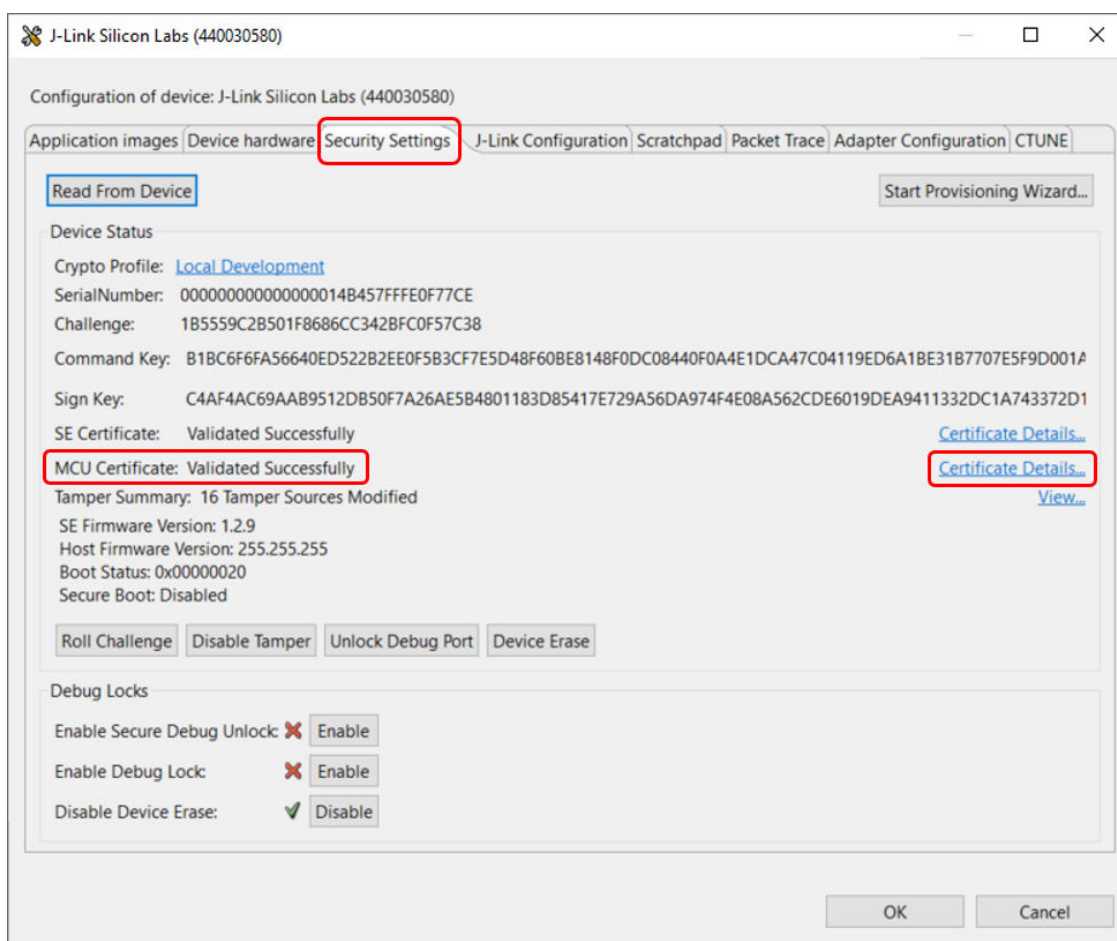 J-Link Silicon Labs (440030580)
Configuration of device: J-Link Silicon Labs (440030580)
Application images Device hardware Security Settings J-Link Configuration Scratchpad Packet Trace Adapter Configuration CTUNE
Read From Device Start Provisioning Wizard...
Device Status
Crypto Profile: Local Development
SerialNumber: 000000000000000014B457FFFE0F77CE
Challenge: 1B5559C2B501F8686CC342BFC0F57C38
Command Key: B1BC6F6FA56640ED522B2EE0F5B3CF7E5D48F60BE8148F0DC08440F0A4E1DCA47C04119ED6A1BE31B7707E5F9D001A
Sign Key: C4AF4AC69AAB9512DB50F7A26AE5B4801183D85417E729A56DA974F4E08A562CDE6019DEA9411332DC1A743372D1
SE Certificate: Validated Successfully Certificate Details...
MCU Certificate: Validated Successfully Certificate Details...
Tamper Summary: 16 Tamper Sources Modified View...
SE Firmware Version: 1.2.9
Host Firmware Version: 255.255.255
Boot Status: 0x00000020
Secure Boot: Disabled
Roll Challenge Disable Tamper Unlock Debug Port Device Erase
Debug Locks
Enable Secure Debug Unlock: Enable
Enable Debug Lock: Enable
Disable Device Erase: Disable
OK Cancel